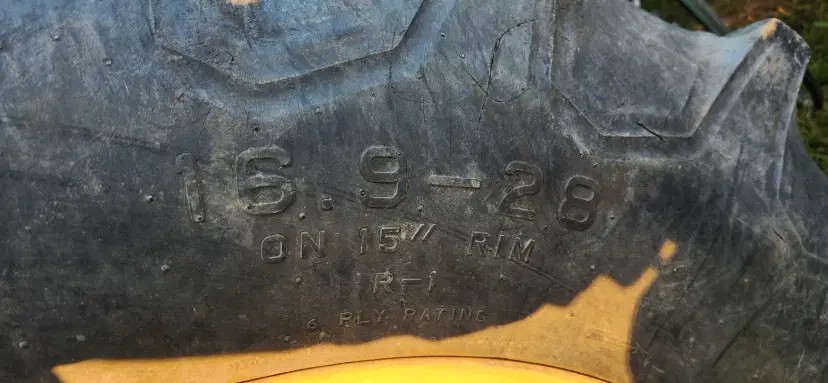 16.9-28
ON 15" RIM
R-1
6 PLY RATING